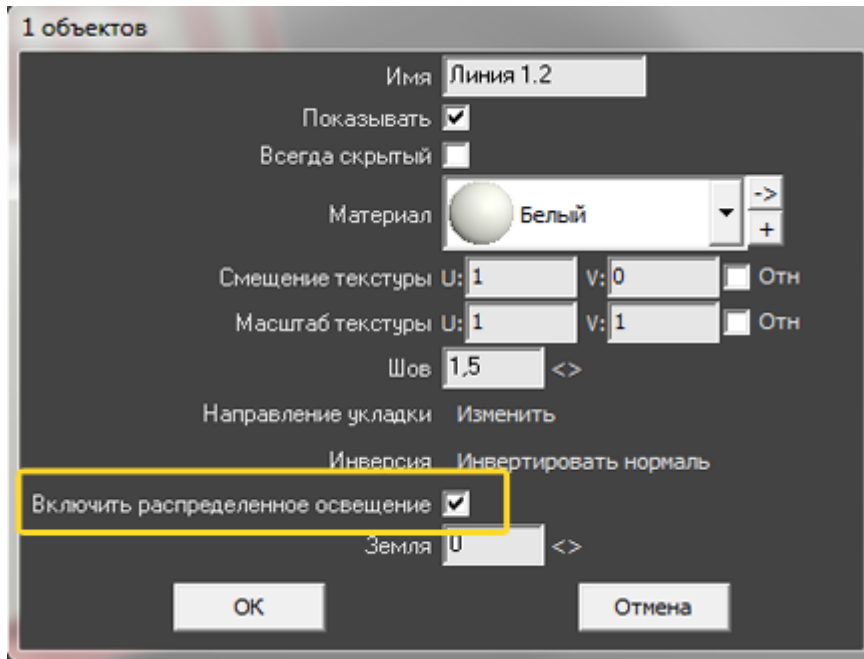 1 объектов
Имя Линия 1.2
Показывать
Всегда скрытый
Материал Белый ->
+
Смещение текстуры U: 1 V: 0 Отн
Масштаб текстуры U: 1 V: 1 Отн
Шов 1,5 <>
Направление укладки Изменить
Инверсия Инвертировать нормаль
Включить распределенное освещение
Земля 0 <>
OK Отмена